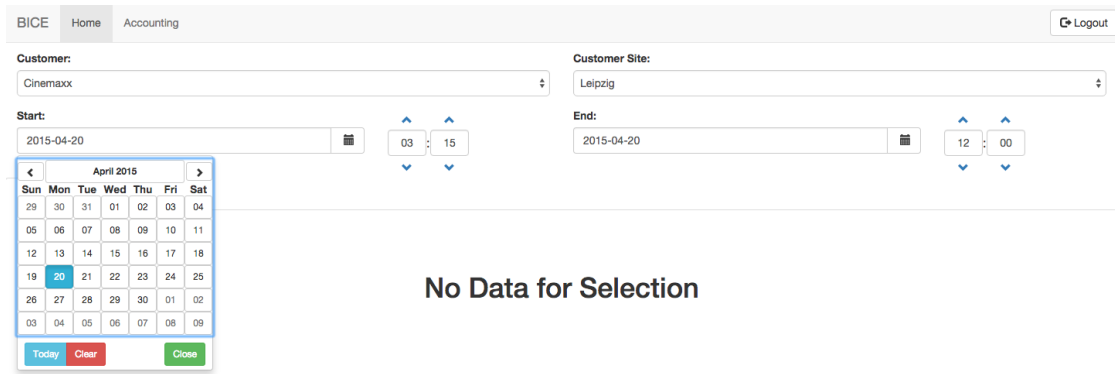 BICE Home Accounting Logout
Customer: Customer Site:
Cinemaxx Leipzig
Start: End:
2015-04-20 03 : 15 2015-04-20 12 : 00
April 2015
Sun Mon Tue Wed Thu Fri Sat
29 30 31 01 02 03 04
05 06 07 08 09 10 11
12 13 14 15 16 17 18
19 20 21 22 23 24 25
26 27 28 29 30 01 02
03 04 05 06 07 08 09
Today Clear Close
No Data for Selection